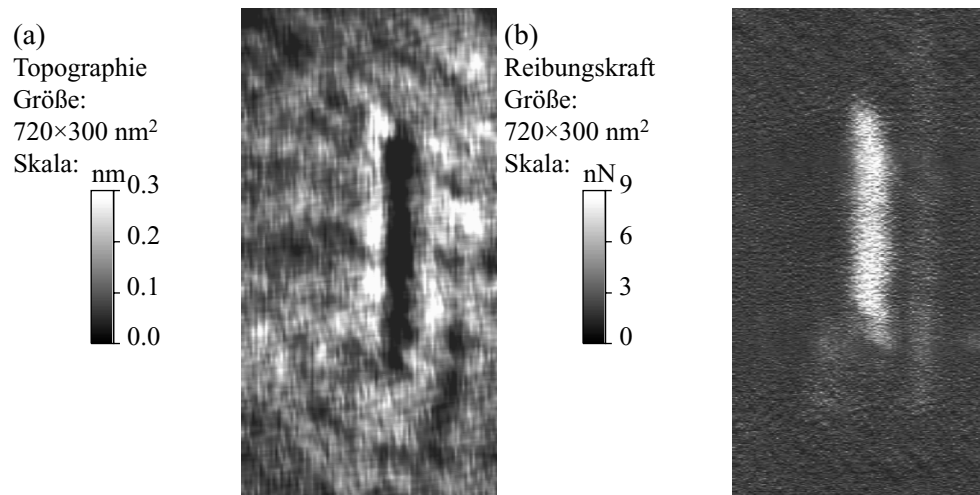 (a)
Topographie
Größe:
720×300 nm²
Skala:
nm
0.3
0.2
0.1
0.0
(b)
Reibungskraft
Größe:
720×300 nm²
Skala:
nN
9
6
3
0